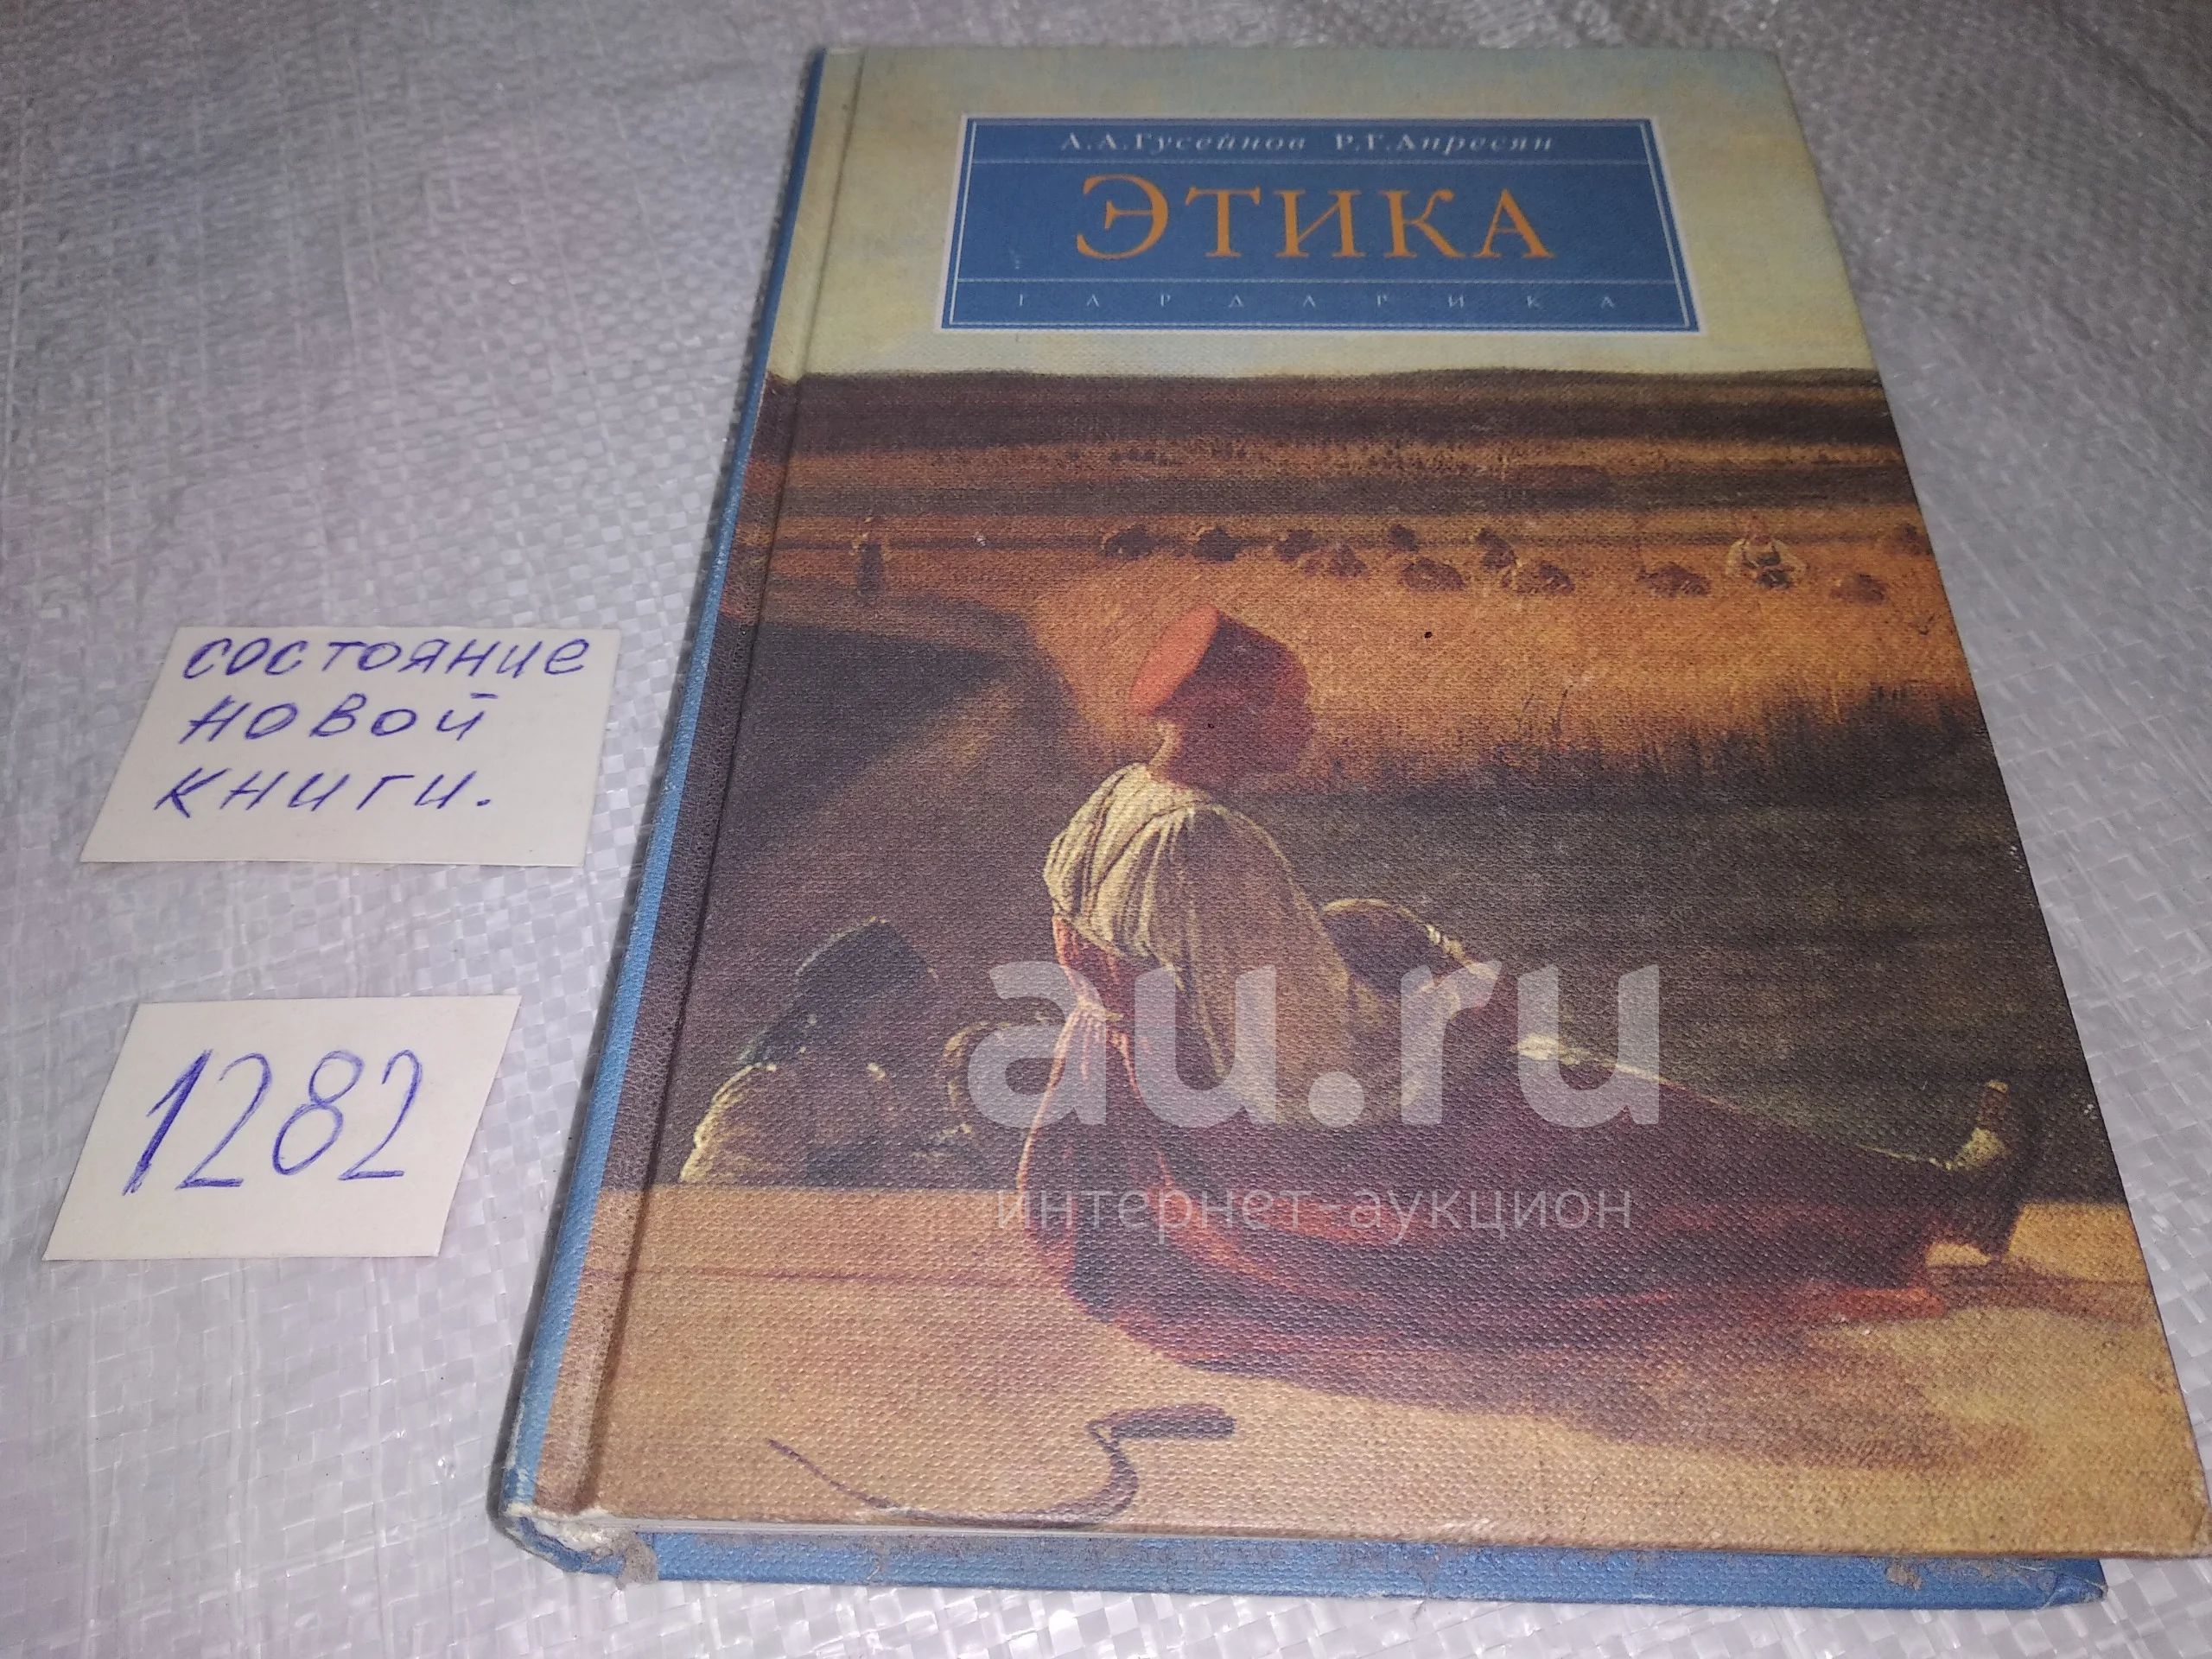 А.А.Гусейнов Р.Г.Апресян
ЭТИКА
ГАРДАРИКА
состояние
новой
книги.
1282
au.ru
интернет-аукцион